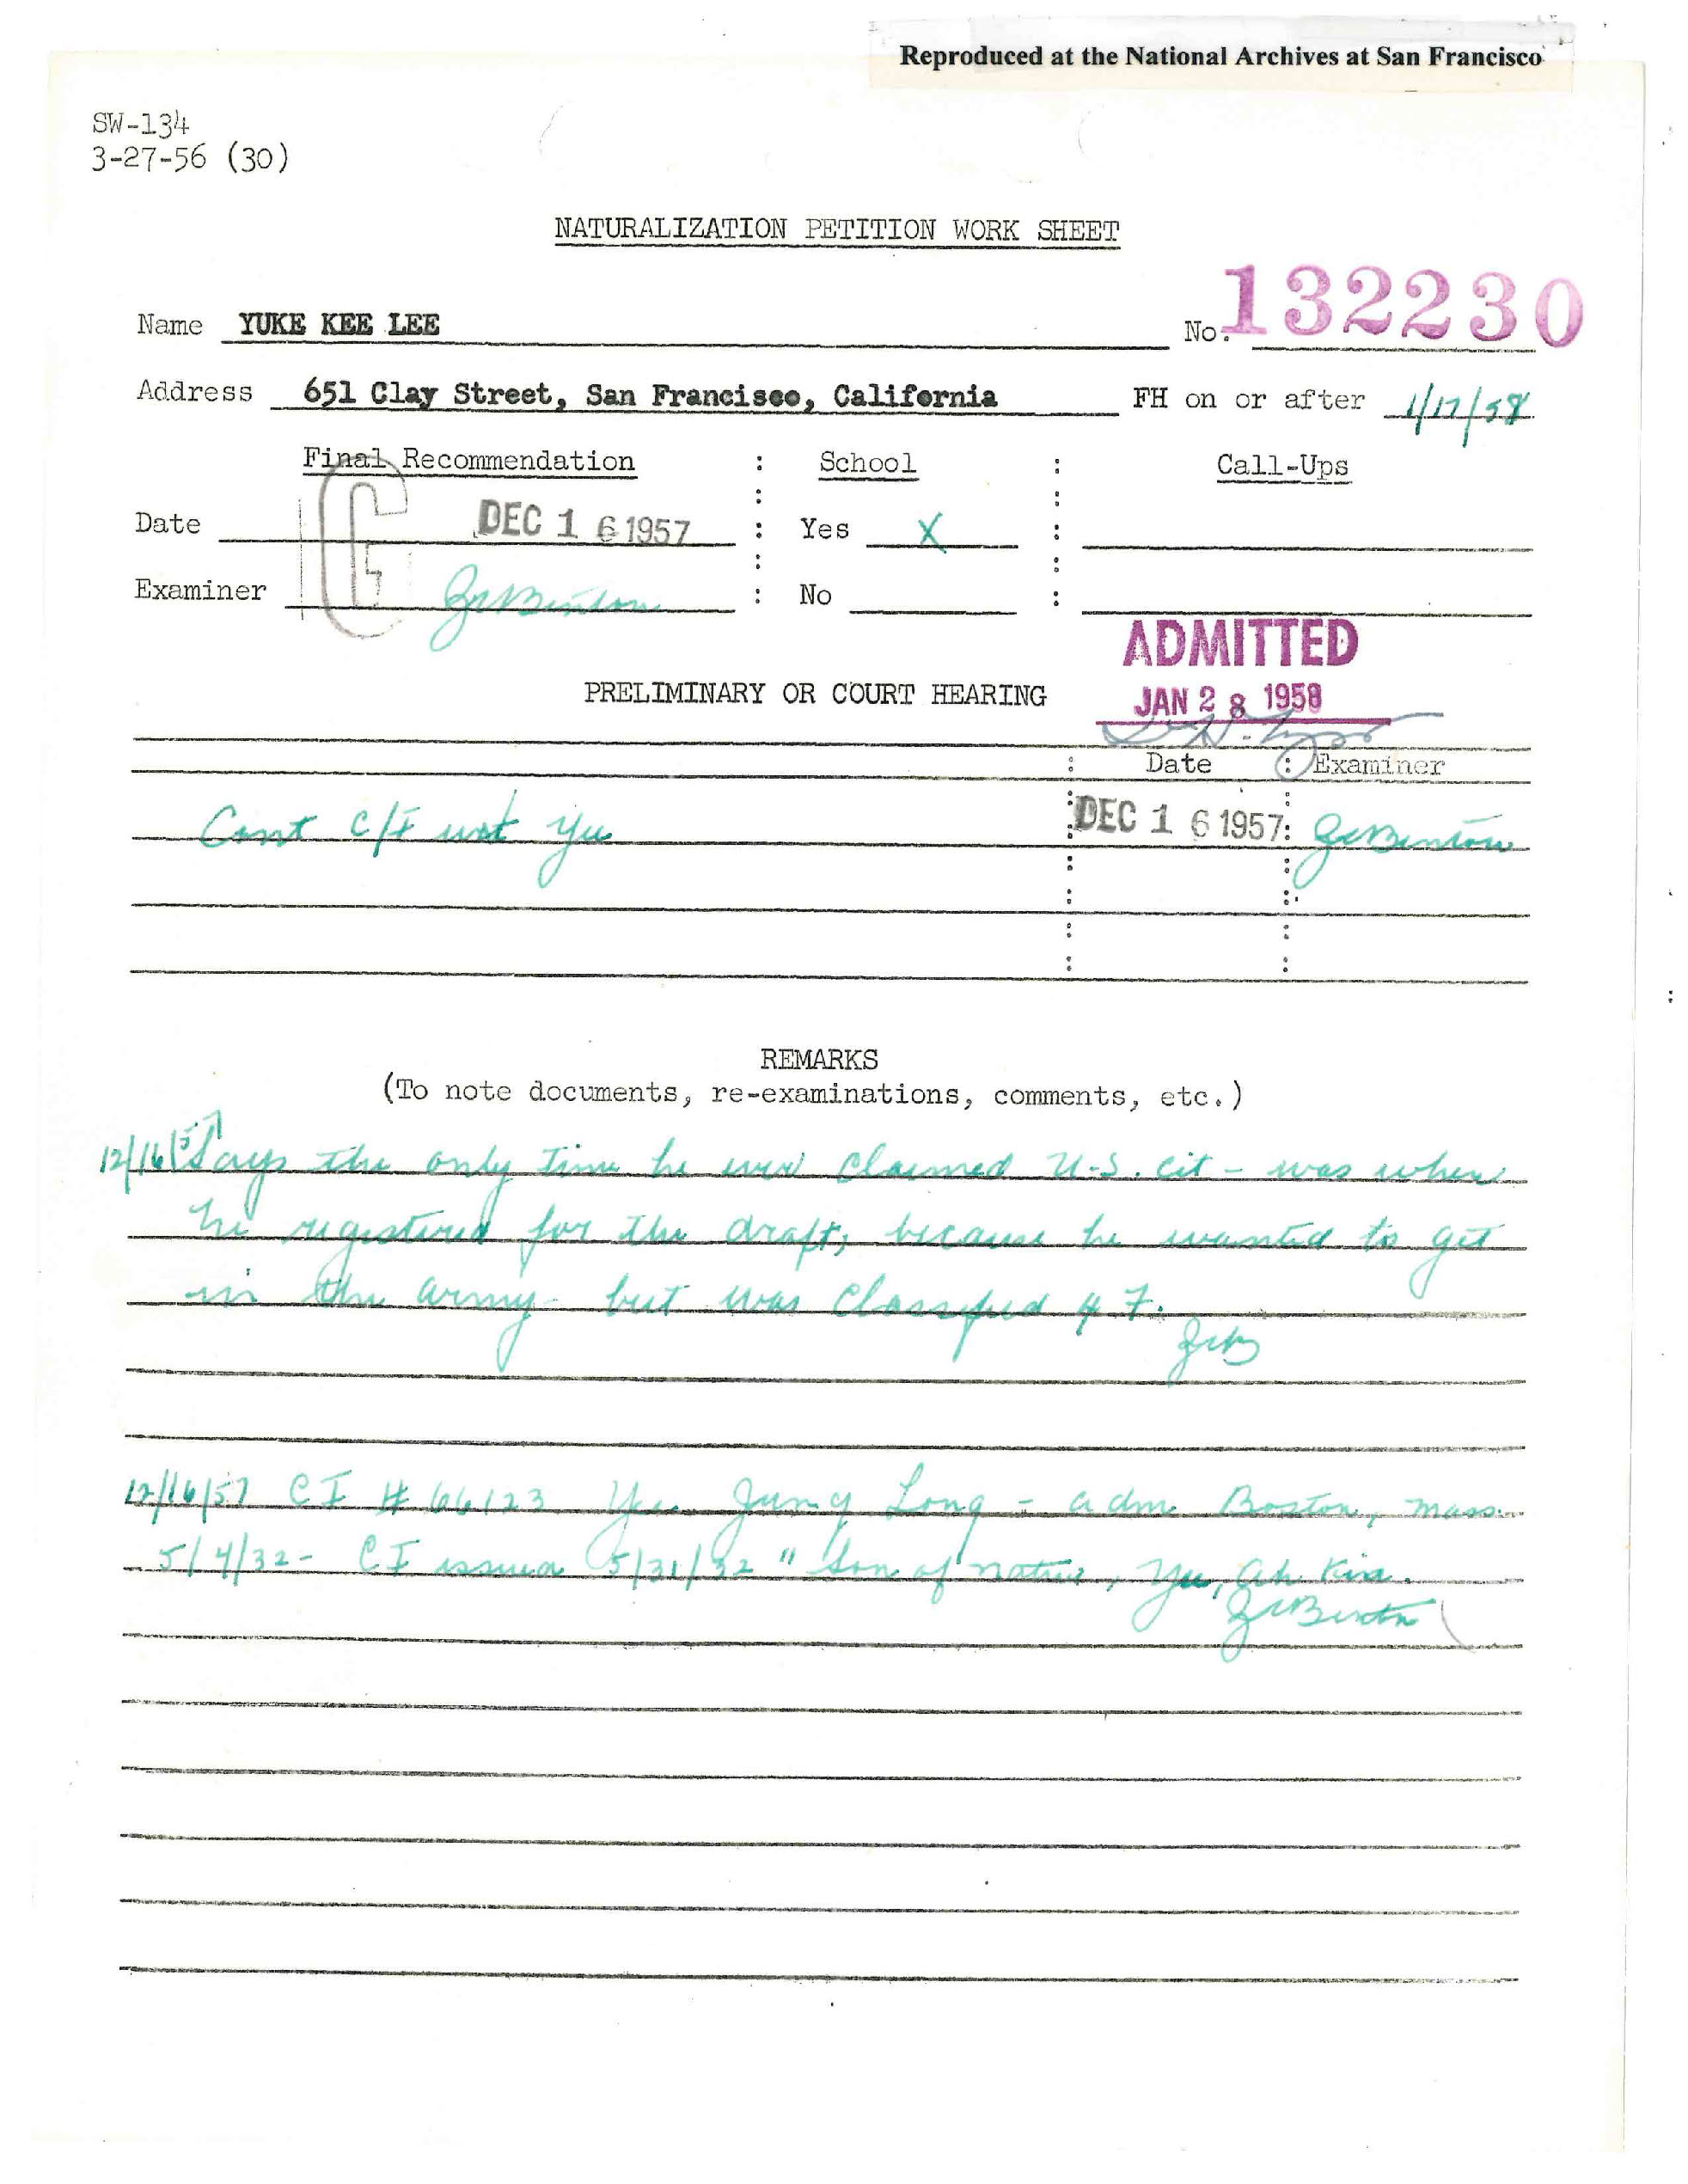 Reproduced at the National Archives at San Francisco
SW-134
3-27-56 (30)
NATURALIZATION PETITION WORK SHEET
Name YUKE KEE LEE No. 132230
Address 651 Clay Street, San Francisco, California FH on or after 1/17/58
Final Recommendation : School : Call-Ups
Date DEC 16 1957 : Yes X :
Examiner G : No :
ADMITTED
PRELIMINARY OR COURT HEARING JAN 28 1958
: Date : Examiner
Cont C/I wit Yu : DEC 16 1957:
REMARKS
(To note documents, re-examinations, comments, etc.)
12/16/57 Says the only time he ever claimed U.S. cit - was when
he registered for the draft, because he wanted to get
in the army - but was classified 4 F.
12/16/57 CI # 66123 Yee Jung Long - adm Boston, Mass.
5/4/32 - CI issued 5/31/32 "Son of native, Yee, Ah